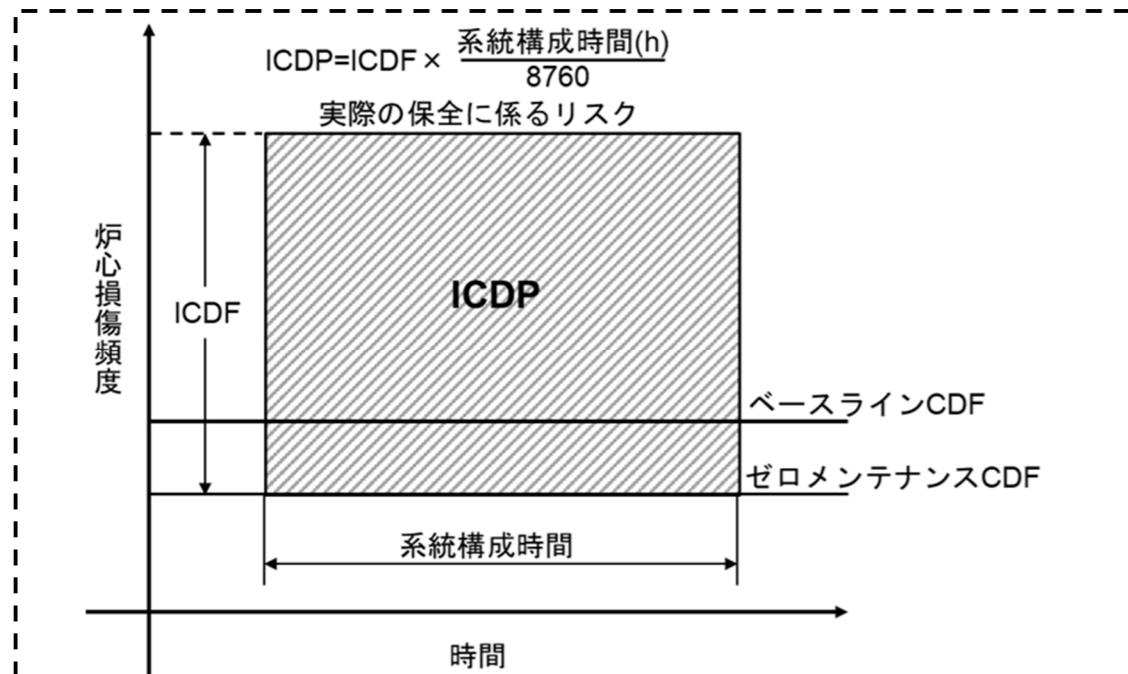 ICDP=ICDF× 系統構成時間(h)
8760
実際の保全に係るリスク
炉心損傷頻度
ICDF
ICDP
ベースラインCDF
ゼロメンテナンスCDF
系統構成時間
時間